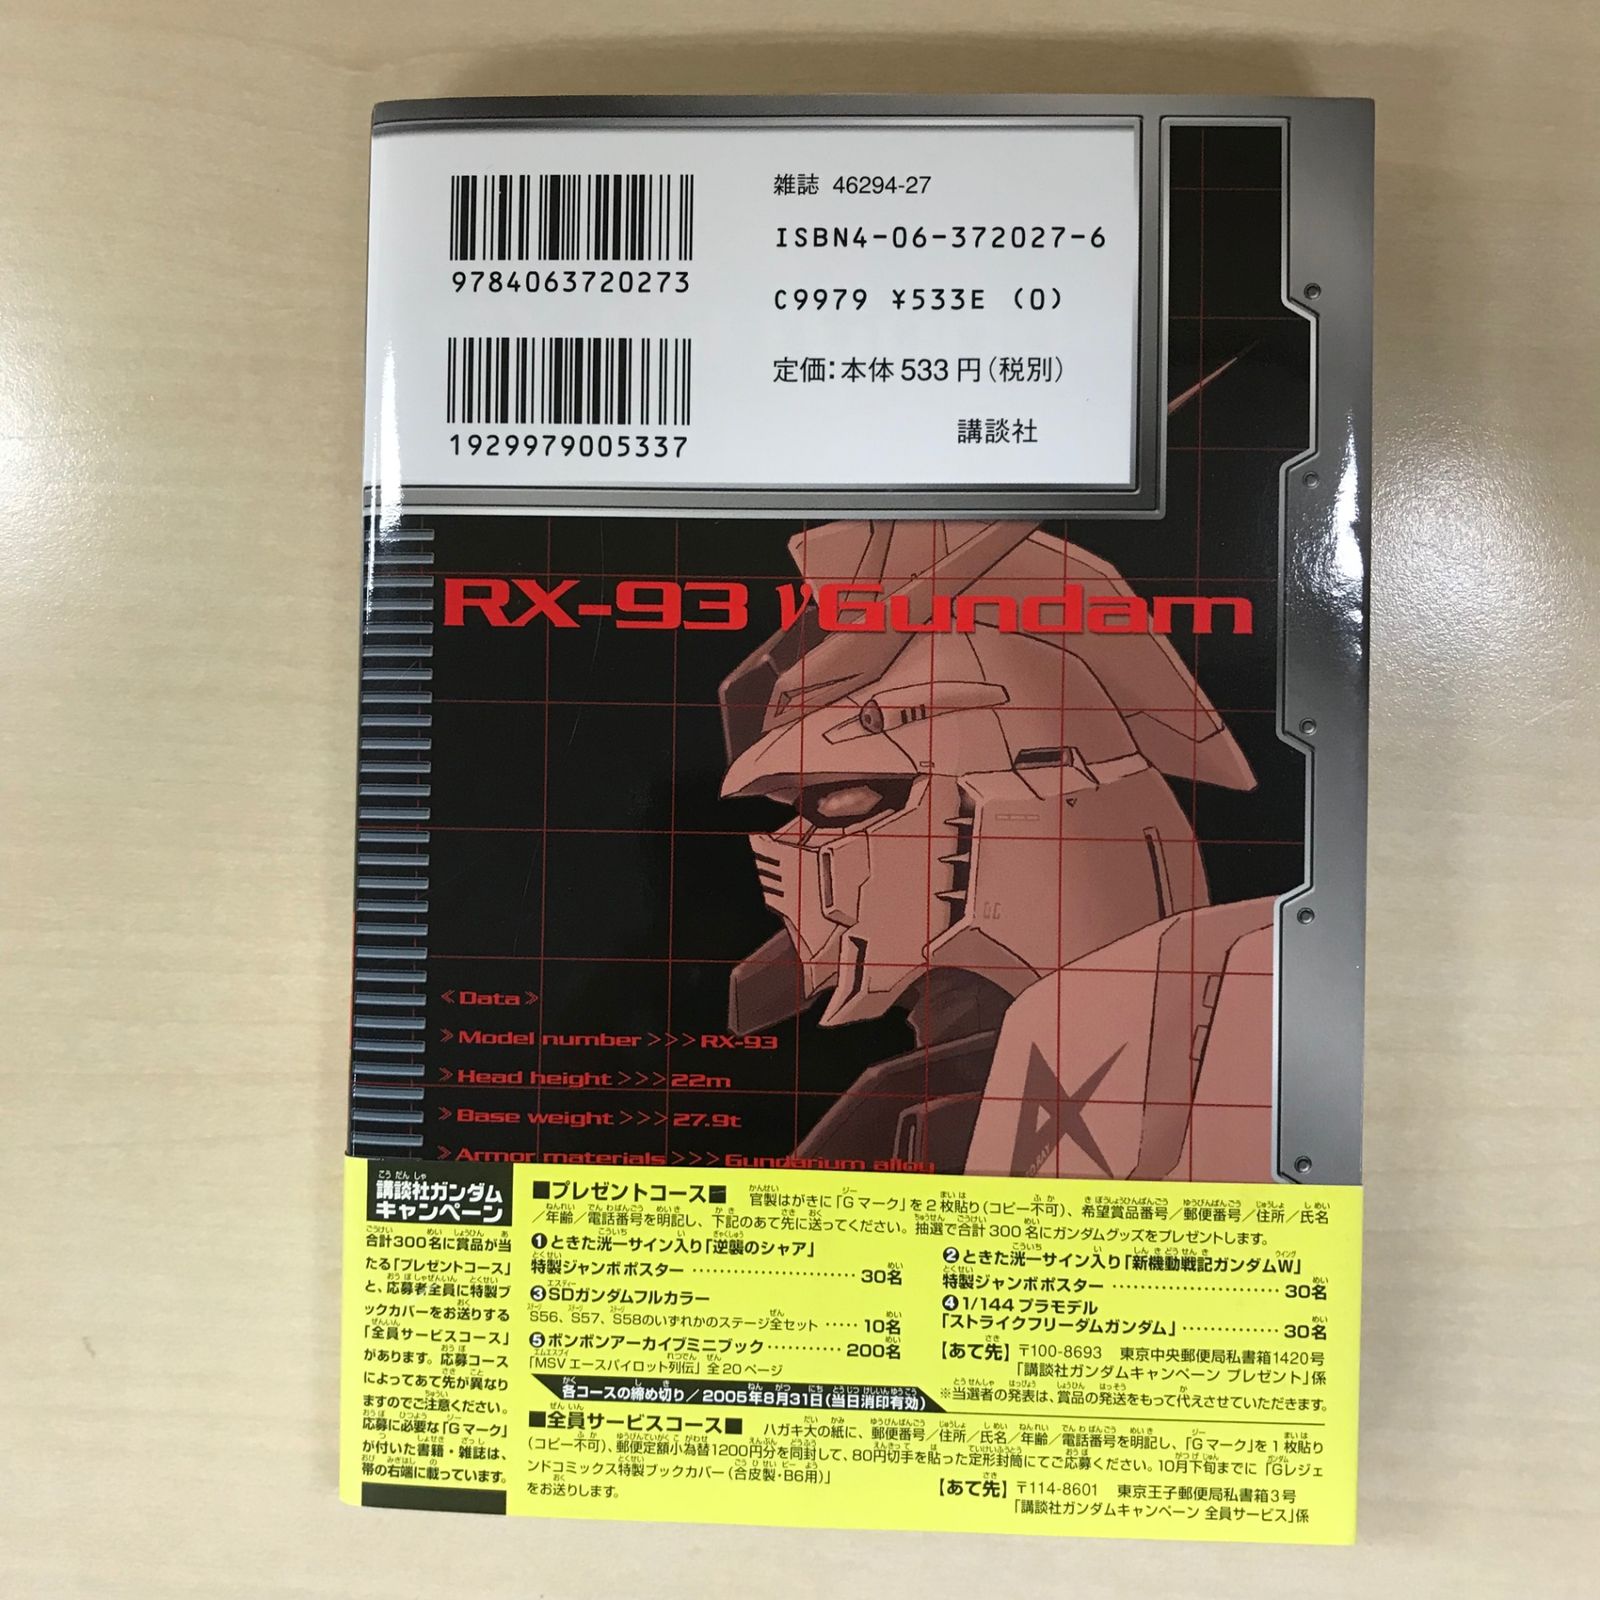 雑誌 46294-27
ISBN4-06-372027-6
C9979 ¥533E (0)
定価：本体533円（税別）
講談社
9784063720273
1929979005337
RX-93 νGundam
《Data》
》Model number>>>RX-93
》Head height>>>22m
》Base weight>>>27.9t
》Armor materials>>>Gundarium alloy
講談社ガンダム
キャンペーン
合計300名に賞品が当
たる「プレゼントコース」
と、応募者全員に特製ブ
ックカバーをお送りする
「全員サービスコース」
があります。応募コース
によってあて先が異なり
ますのでご注意ください。
応募に必要な「Gマーク」
が付いた書籍・雑誌は、
帯の右端に載っています。
■プレゼントコース■ 官製はがきに「Gマーク」を2枚貼り（コピー不可）、希望賞品番号／郵便番号／住所／氏名
／年齢／電話番号を明記し、下記のあて先に送ってください。抽選で合計300名にガンダムグッズをプレゼントします。
❶ときた洸一サイン入り「逆襲のシャア」
特製ジャンボポスター ……………………30名
❷ときた洸一サイン入り「新機動戦記ガンダムW」
特製ジャンボポスター ……………………30名
❸SDガンダムフルカラー
S56、S57、S58のいずれかのステージ全セット ……10名
❹1/144プラモデル
「ストライクフリーダムガンダム」……………30名
❺ボンボンアーカイブミニブック…………200名
「MSVエースパイロット列伝」全20ページ
【あて先】〒100-8693 東京中央郵便局私書箱1420号
「講談社ガンダムキャンペーン プレゼント」係
※当選者の発表は、賞品の発送をもって代えさせていただきます。
各コースの締め切り／2005年8月31日（当日消印有効）
■全員サービスコース■ ハガキ大の紙に、郵便番号／住所／氏名／年齢／電話番号を明記し、「Gマーク」を1枚貼り
（コピー不可）、郵便定額小為替1200円分を同封して、80円切手を貼った定形封筒にてご応募ください。10月下旬までに「Gレジェ
ンドコミックス特製ブックカバー（合皮製・B6用）」
をお送りします。
【あて先】〒114-8601 東京王子郵便局私書箱3号
「講談社ガンダムキャンペーン 全員サービス」係